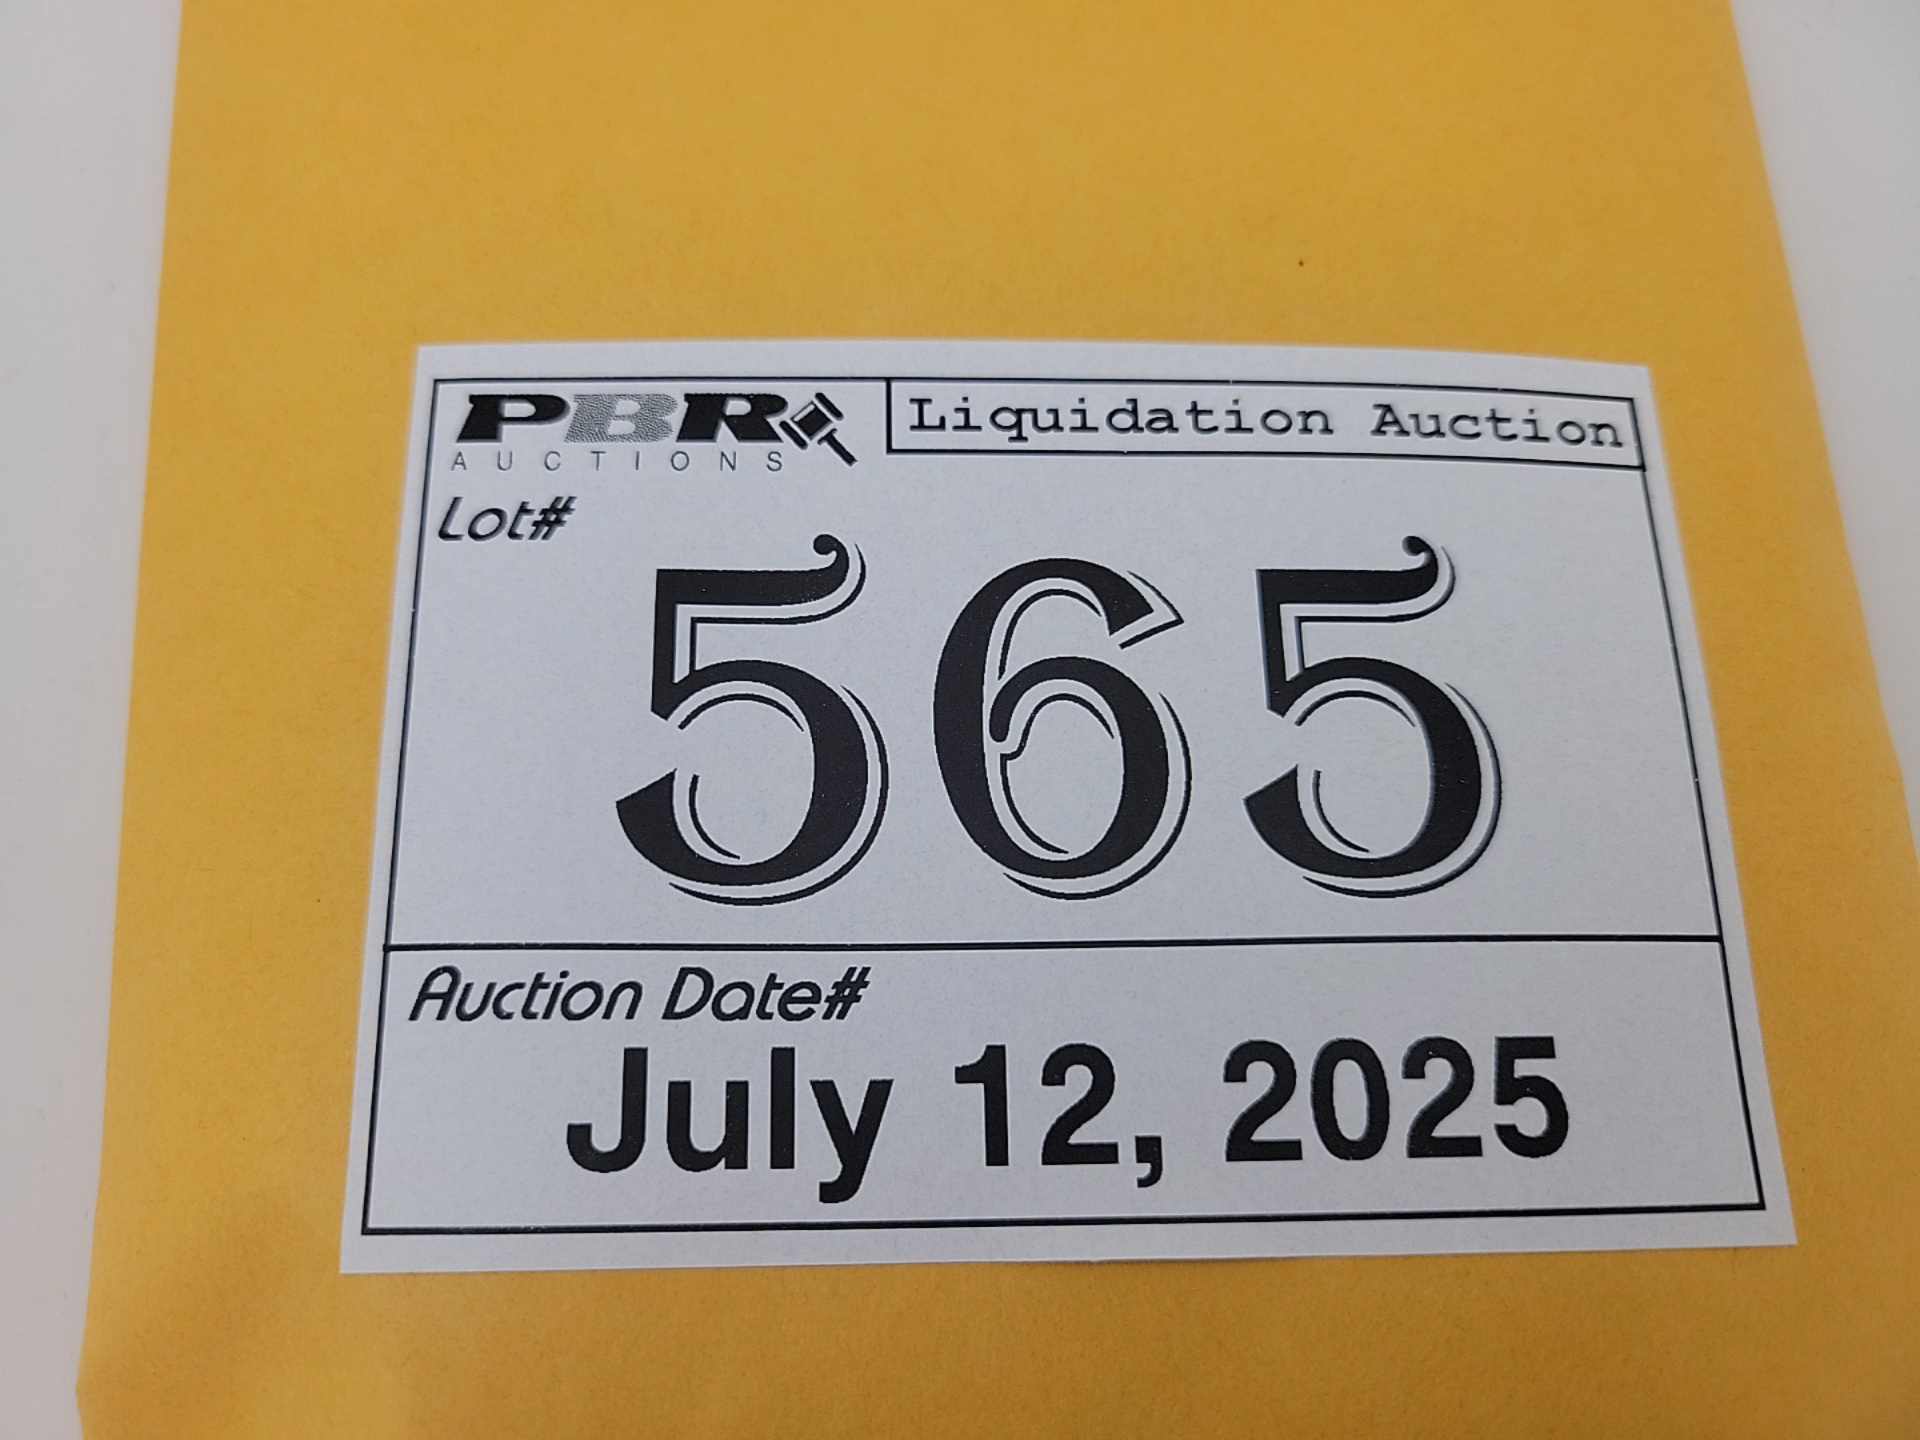 PBR
AUCTIONS
Liquidation Auction
Lot#
565
Auction Date#
July 12, 2025